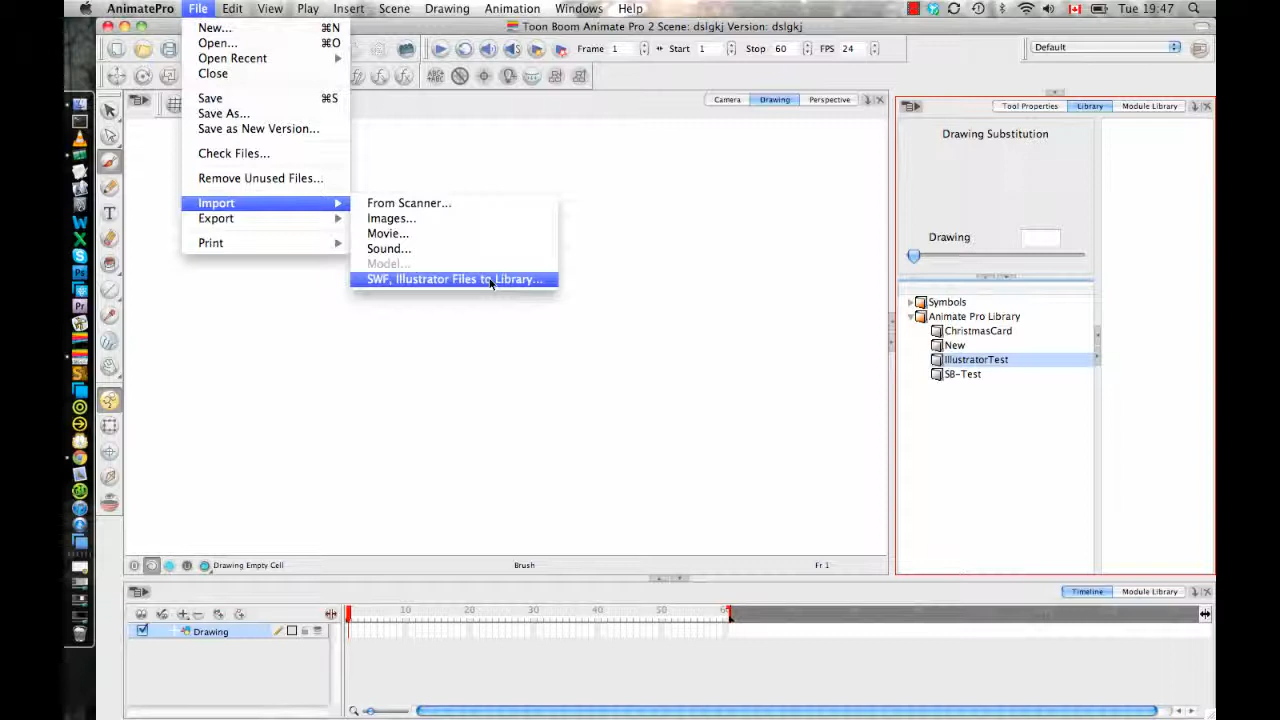 AnimatePro File Edit View Play Insert Scene Drawing Animation Windows Help Tue 19:47
Toon Boom Animate Pro 2 Scene: dslgkj Version: dslgkj
New... ⌘N
Open... ⌘O
Open Recent
Close
Save ⌘S
Save As...
Save as New Version...
Check Files...
Remove Unused Files...
Import
Export
Print
From Scanner...
Images...
Movie...
Sound...
Model...
SWF, Illustrator Files to Library...
Frame 1 Start 1 Stop 60 FPS 24
Default
Camera Drawing Perspective
Tool Properties Library Module Library
Drawing Substitution
Drawing
Symbols
Animate Pro Library
ChristmasCard
New
IllustratorTest
SB-Test
Drawing Empty Cell Brush Fr 1
Timeline Module Library
10 20 30 40 50
Drawing